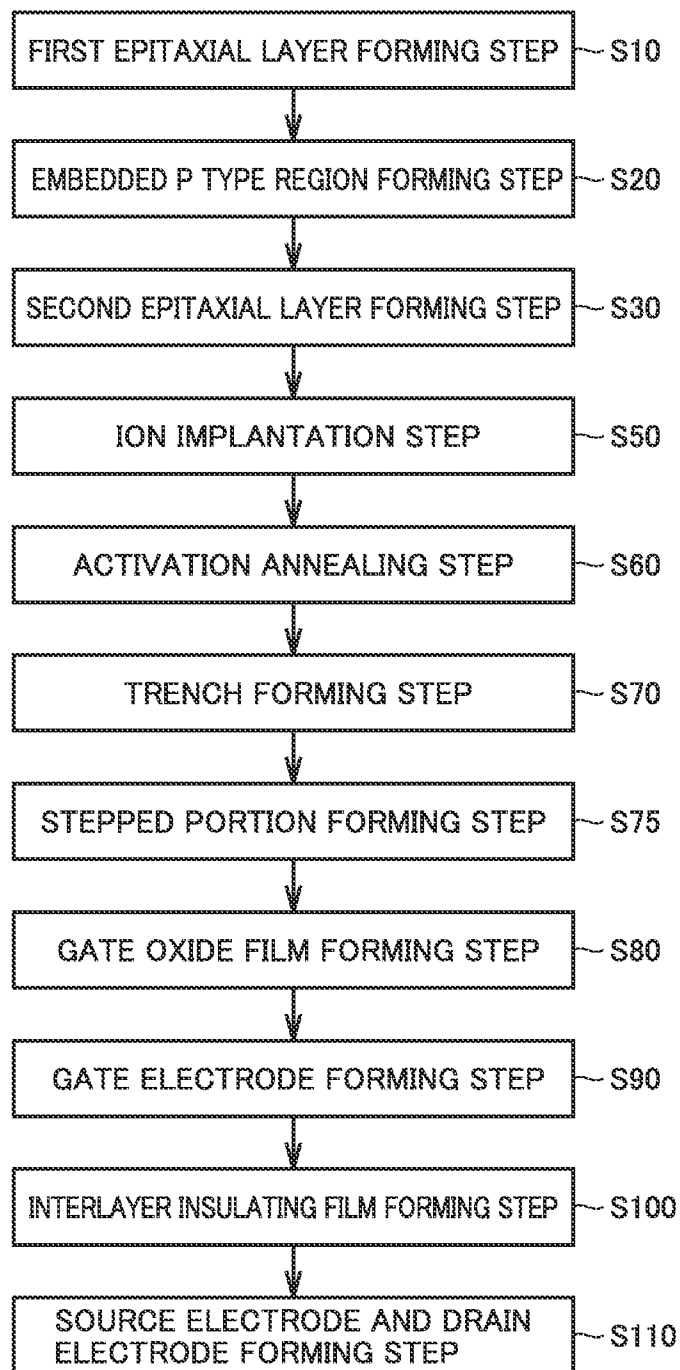 FIRST EPITAXIAL LAYER FORMING STEP S10
EMBEDDED P TYPE REGION FORMING STEP S20
SECOND EPITAXIAL LAYER FORMING STEP S30
ION IMPLANTATION STEP S50
ACTIVATION ANNEALING STEP S60
TRENCH FORMING STEP S70
STEPPED PORTION FORMING STEP S75
GATE OXIDE FILM FORMING STEP S80
GATE ELECTRODE FORMING STEP S90
INTERLAYER INSULATING FILM FORMING STEP S100
SOURCE ELECTRODE AND DRAIN
ELECTRODE FORMING STEP S110